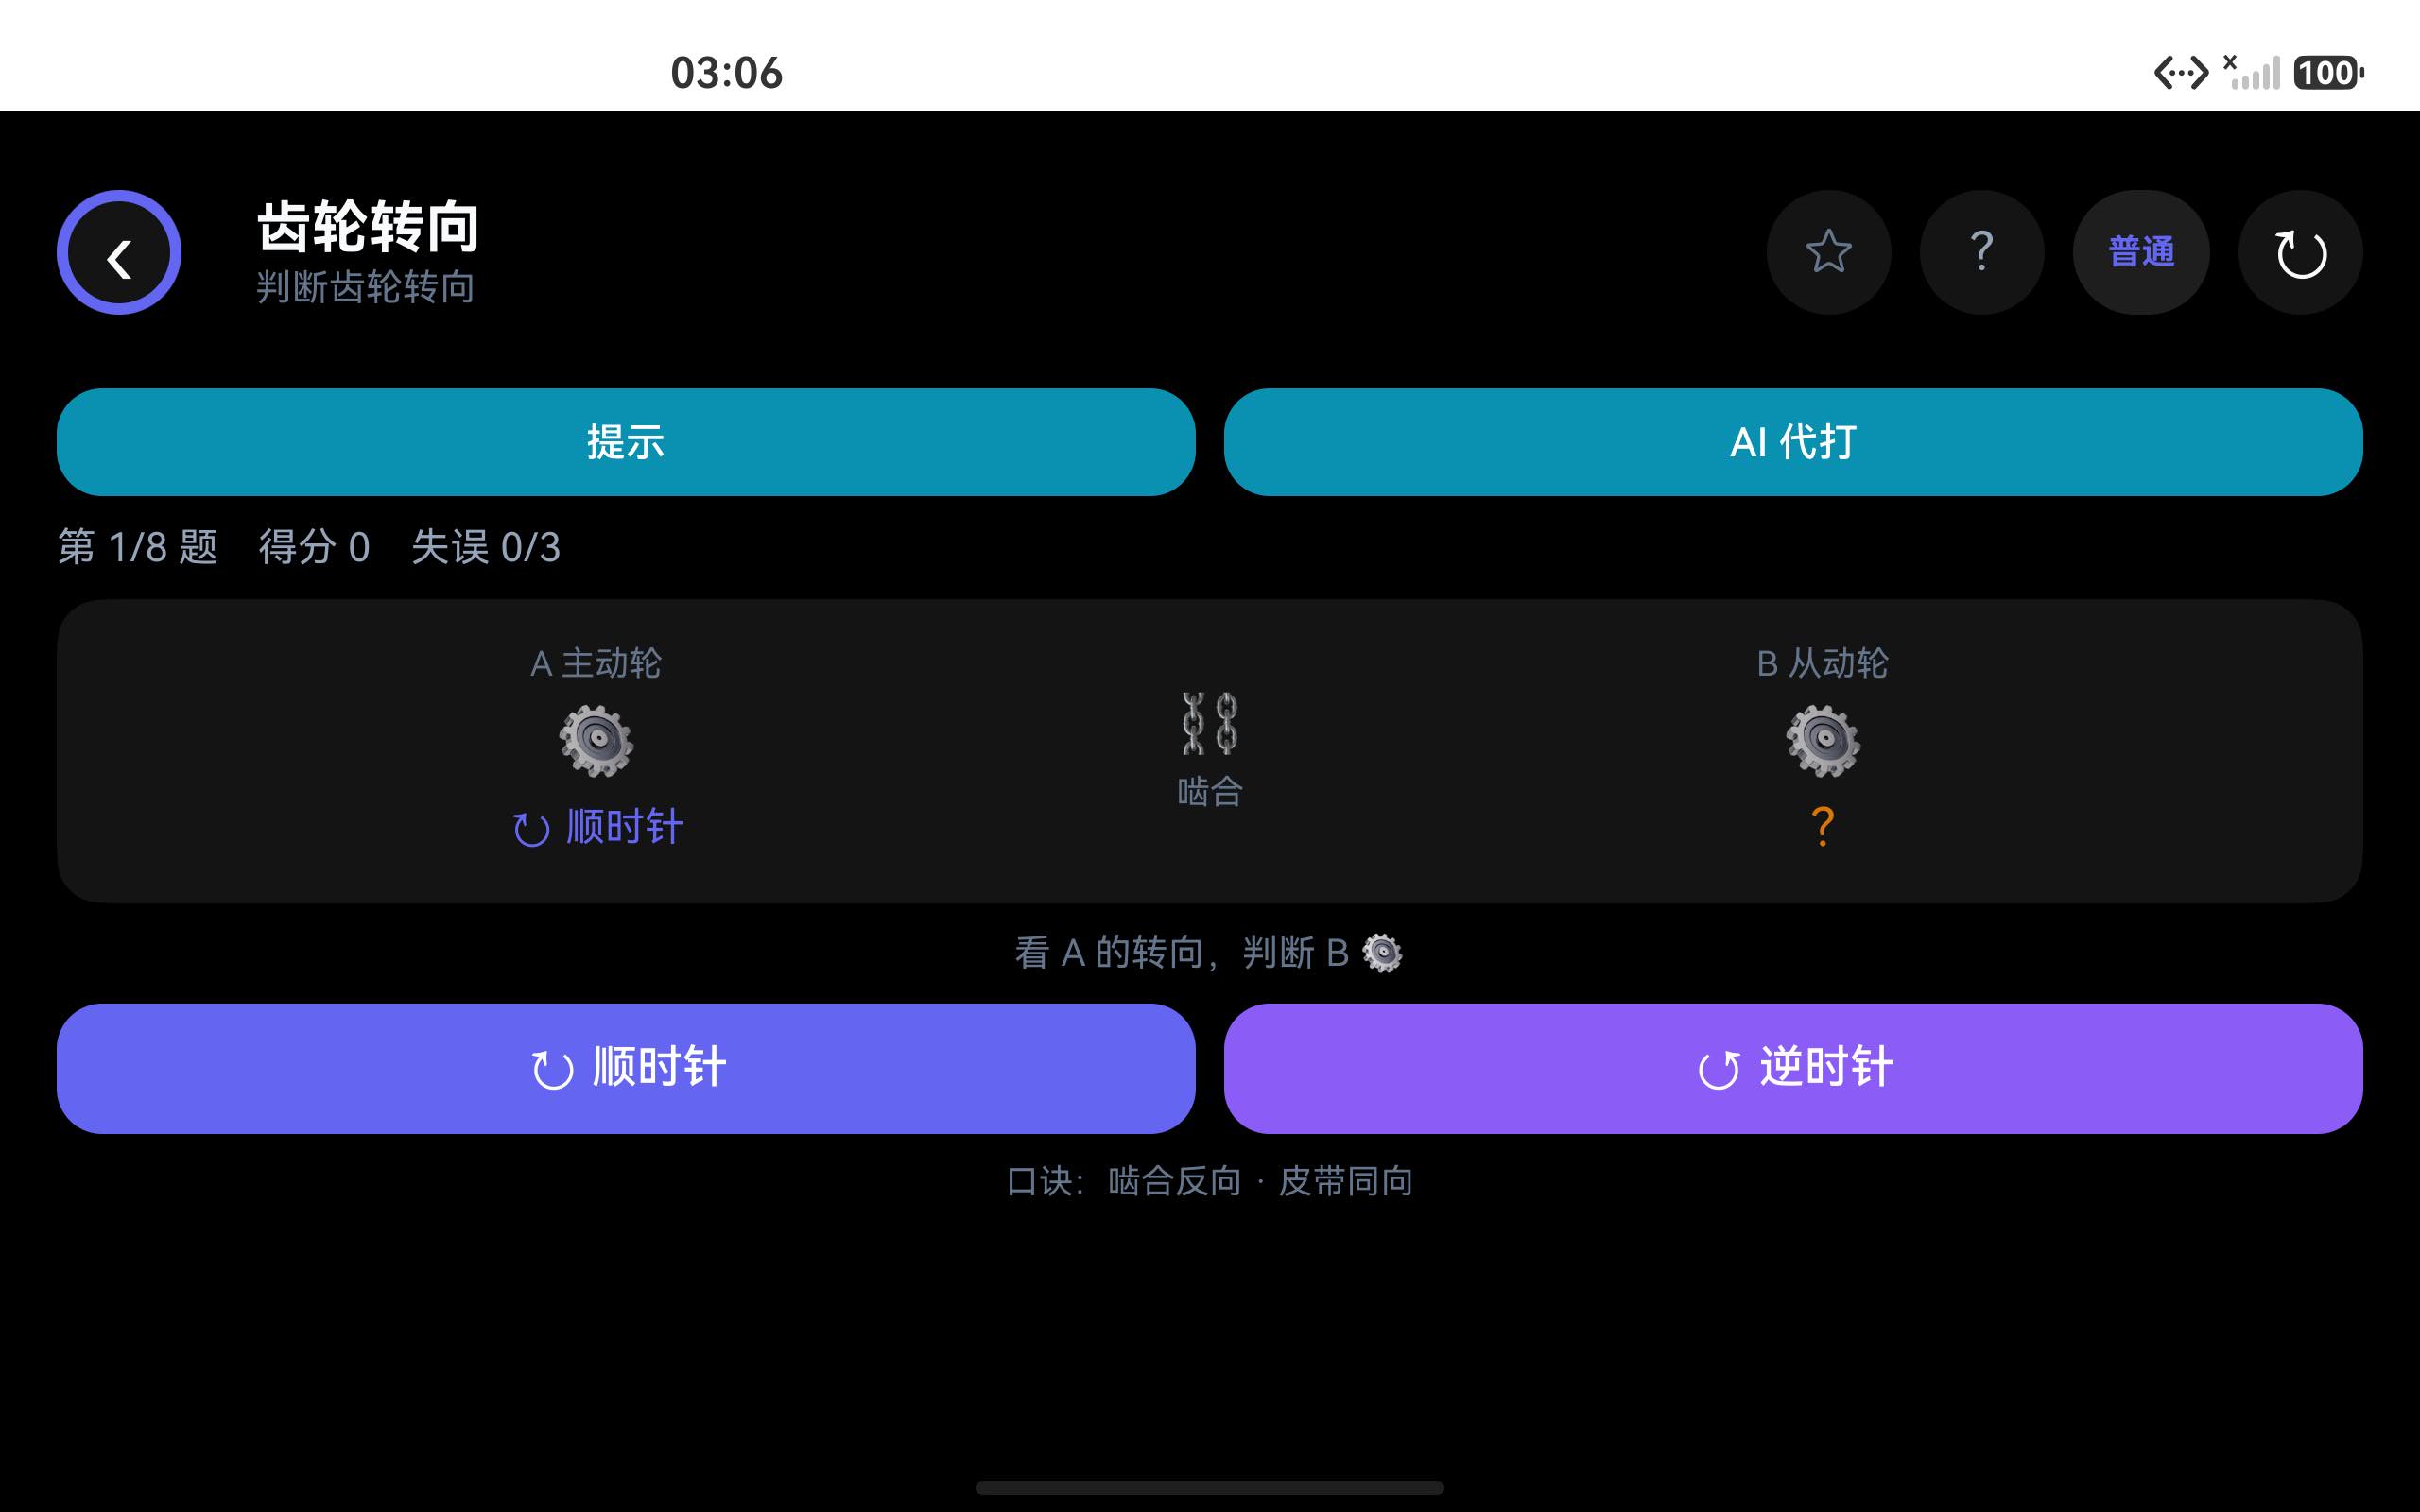 03:06
100
齿轮转向
判断齿轮转向
?
普通
提示
AI 代打
第 1/8 题 得分 0 失误 0/3
A 主动轮
B 从动轮
啮合
顺时针
?
看 A 的转向，判断 B
顺时针
逆时针
口诀：啮合反向 · 皮带同向